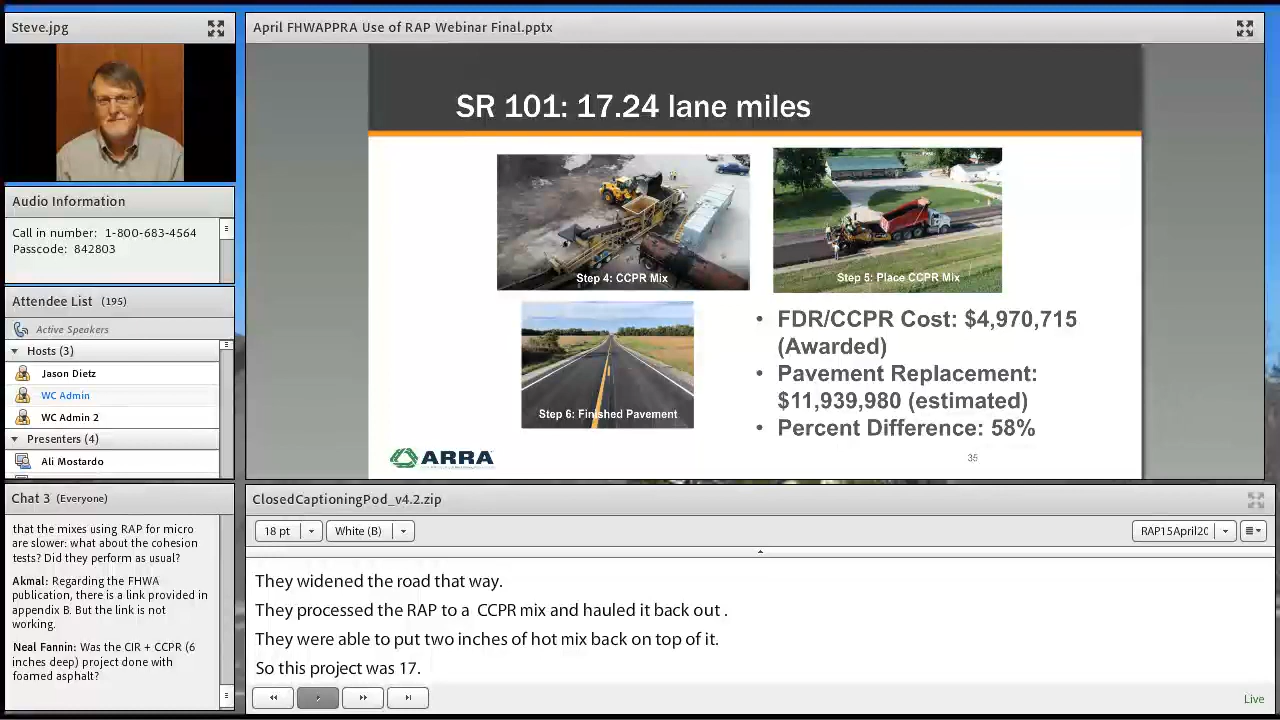 Steve.jpg
Audio Information
Call in number: 1-800-683-4564
Passcode: 842803
Attendee List (195)
Active Speakers
Hosts (3)
Jason Dietz
WC Admin
WC Admin 2
Presenters (4)
Ali Mostardo
Chat 3 (Everyone)
that the mixes using RAP for micro
are slower: what about the cohesion
tests? Did they perform as usual?
Akmal: Regarding the FHWA
publication, there is a link provided in
appendix B. But the link is not
working.
Neal Fannin: Was the CIR + CCPR (6
inches deep) project done with
foamed asphalt?
April FHWAPPRA Use of RAP Webinar Final.pptx
SR 101: 17.24 lane miles
Step 4: CCPR Mix
Step 5: Place CCPR Mix
Step 6: Finished Pavement
• FDR/CCPR Cost: $4,970,715
(Awarded)
• Pavement Replacement:
$11,939,980 (estimated)
• Percent Difference: 58%
ARRA
35
ClosedCaptioningPod_v4.2.zip
18 pt
White (B)
RAP15April20
They widened the road that way.
They processed the RAP to a CCPR mix and hauled it back out .
They were able to put two inches of hot mix back on top of it.
So this project was 17.
Live